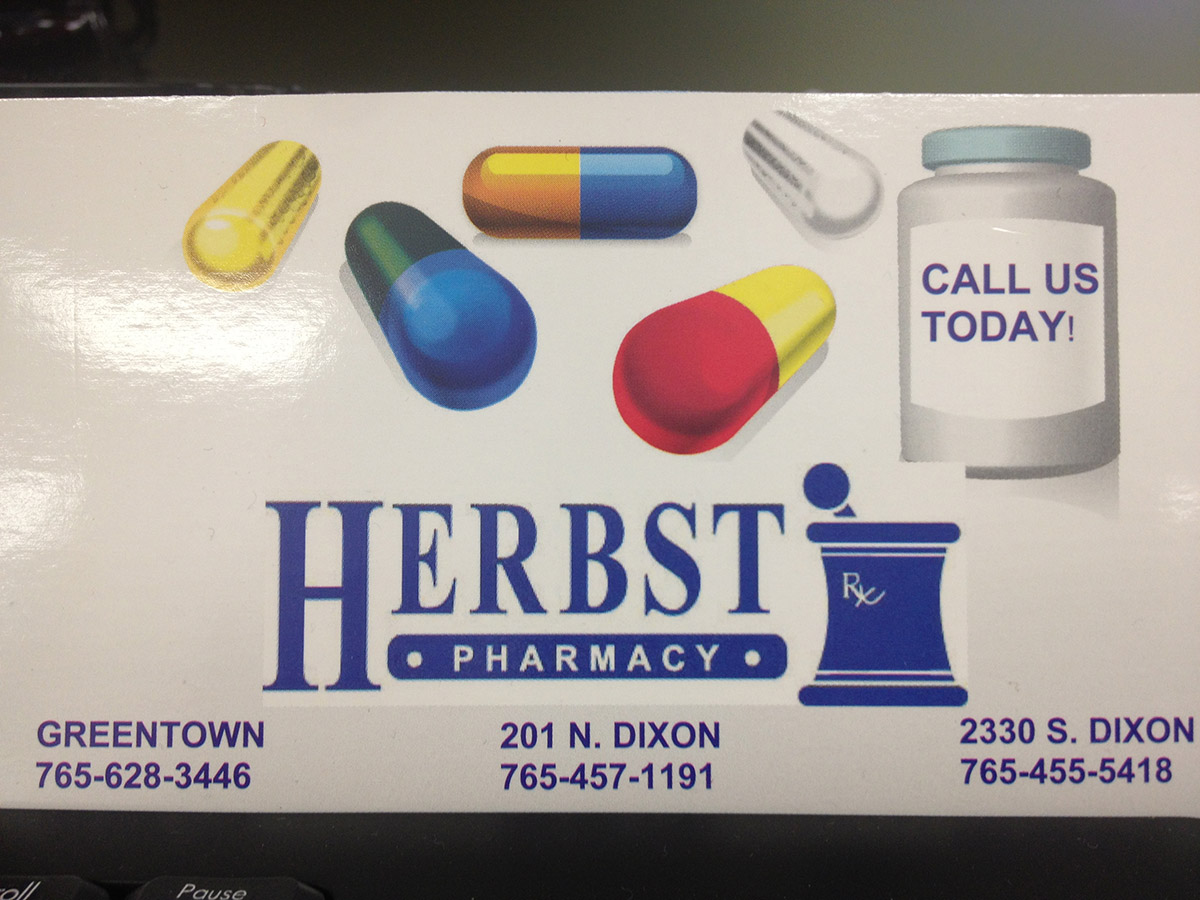 CALL US
TODAY!
HERBST
• PHARMACY •
Rx
GREENTOWN
765-628-3446
201 N. DIXON
765-457-1191
2330 S. DIXON
765-455-5418
Pause